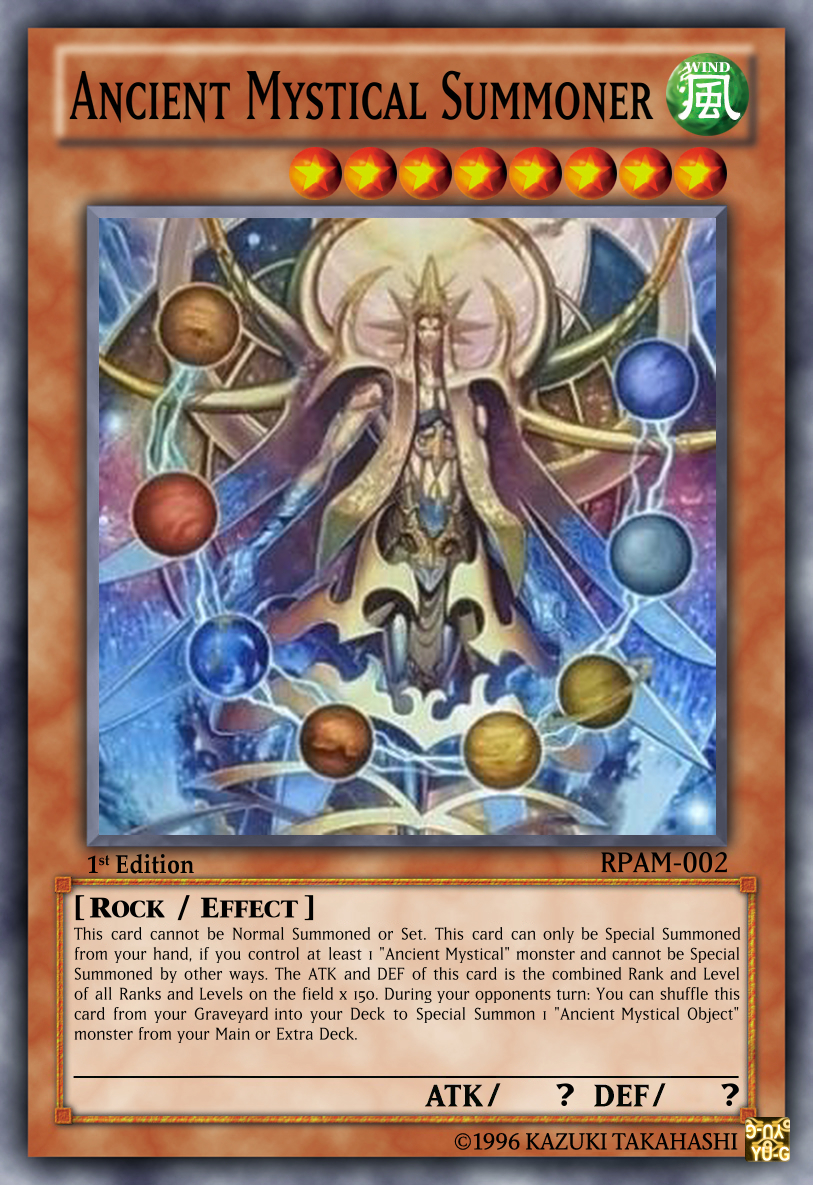 Ancient Mystical Summoner
WIND
風
1st Edition
RPAM-002
[ Rock / Effect ]
This card cannot be Normal Summoned or Set. This card can only be Special Summoned
from your hand, if you control at least 1 "Ancient Mystical" monster and cannot be Special
Summoned by other ways. The ATK and DEF of this card is the combined Rank and Level
of all Ranks and Levels on the field x 150. During your opponents turn: You can shuffle this
card from your Graveyard into your Deck to Special Summon 1 "Ancient Mystical Object"
monster from your Main or Extra Deck.
ATK/ ? DEF/ ?
©1996 KAZUKI TAKAHASHI